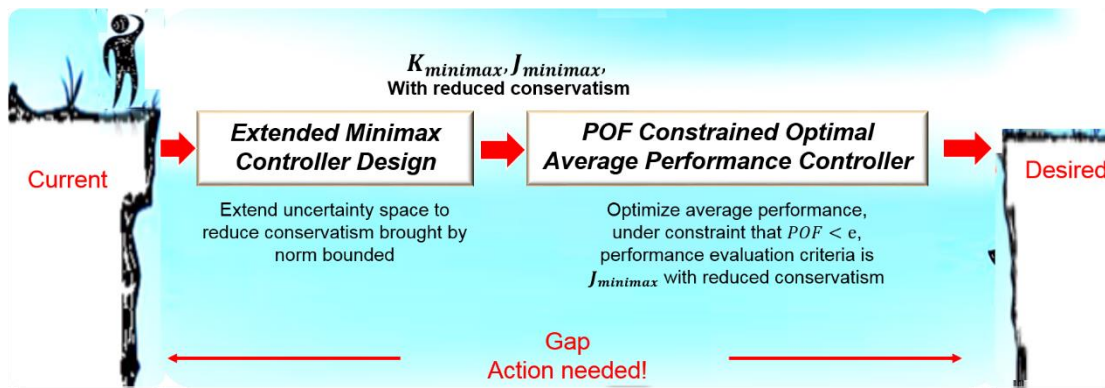 K_minimax, J_minimax,
With reduced conservatism
Extended Minimax
Controller Design
POF Constrained Optimal
Average Performance Controller
Current
Desired
Extend uncertainty space to
reduce conservatism brought by
norm bounded
Optimize average performance,
under constraint that POF < e,
performance evaluation criteria is
J_minimax with reduced conservatism
Gap
Action needed!